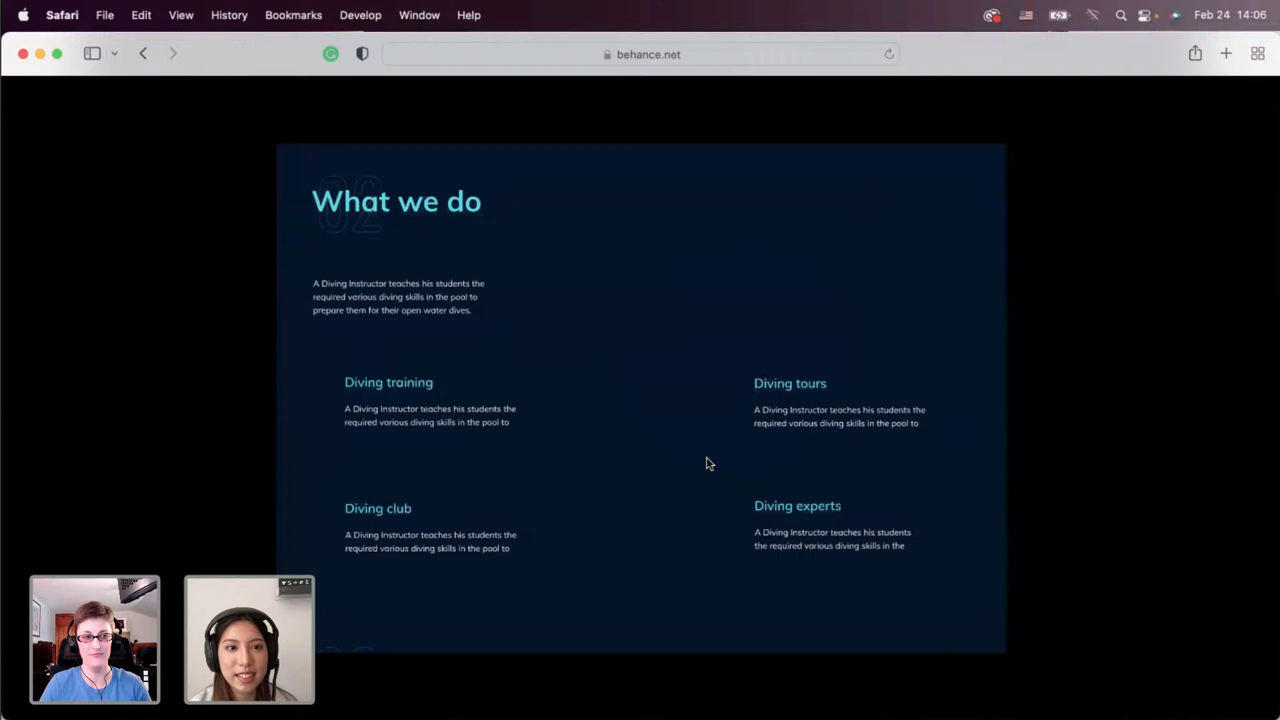 Safari File Edit View History Bookmarks Develop Window Help Feb 24 14:06
behance.net
02
What we do
A Diving Instructor teaches his students the
required various diving skills in the pool to
prepare them for their open water dives.
Diving training
A Diving Instructor teaches his students the
required various diving skills in the pool to
Diving tours
A Diving Instructor teaches his students the
required various diving skills in the pool to
Diving club
A Diving Instructor teaches his students the
required various diving skills in the pool to
Diving experts
A Diving Instructor teaches his students
the required various diving skills in the